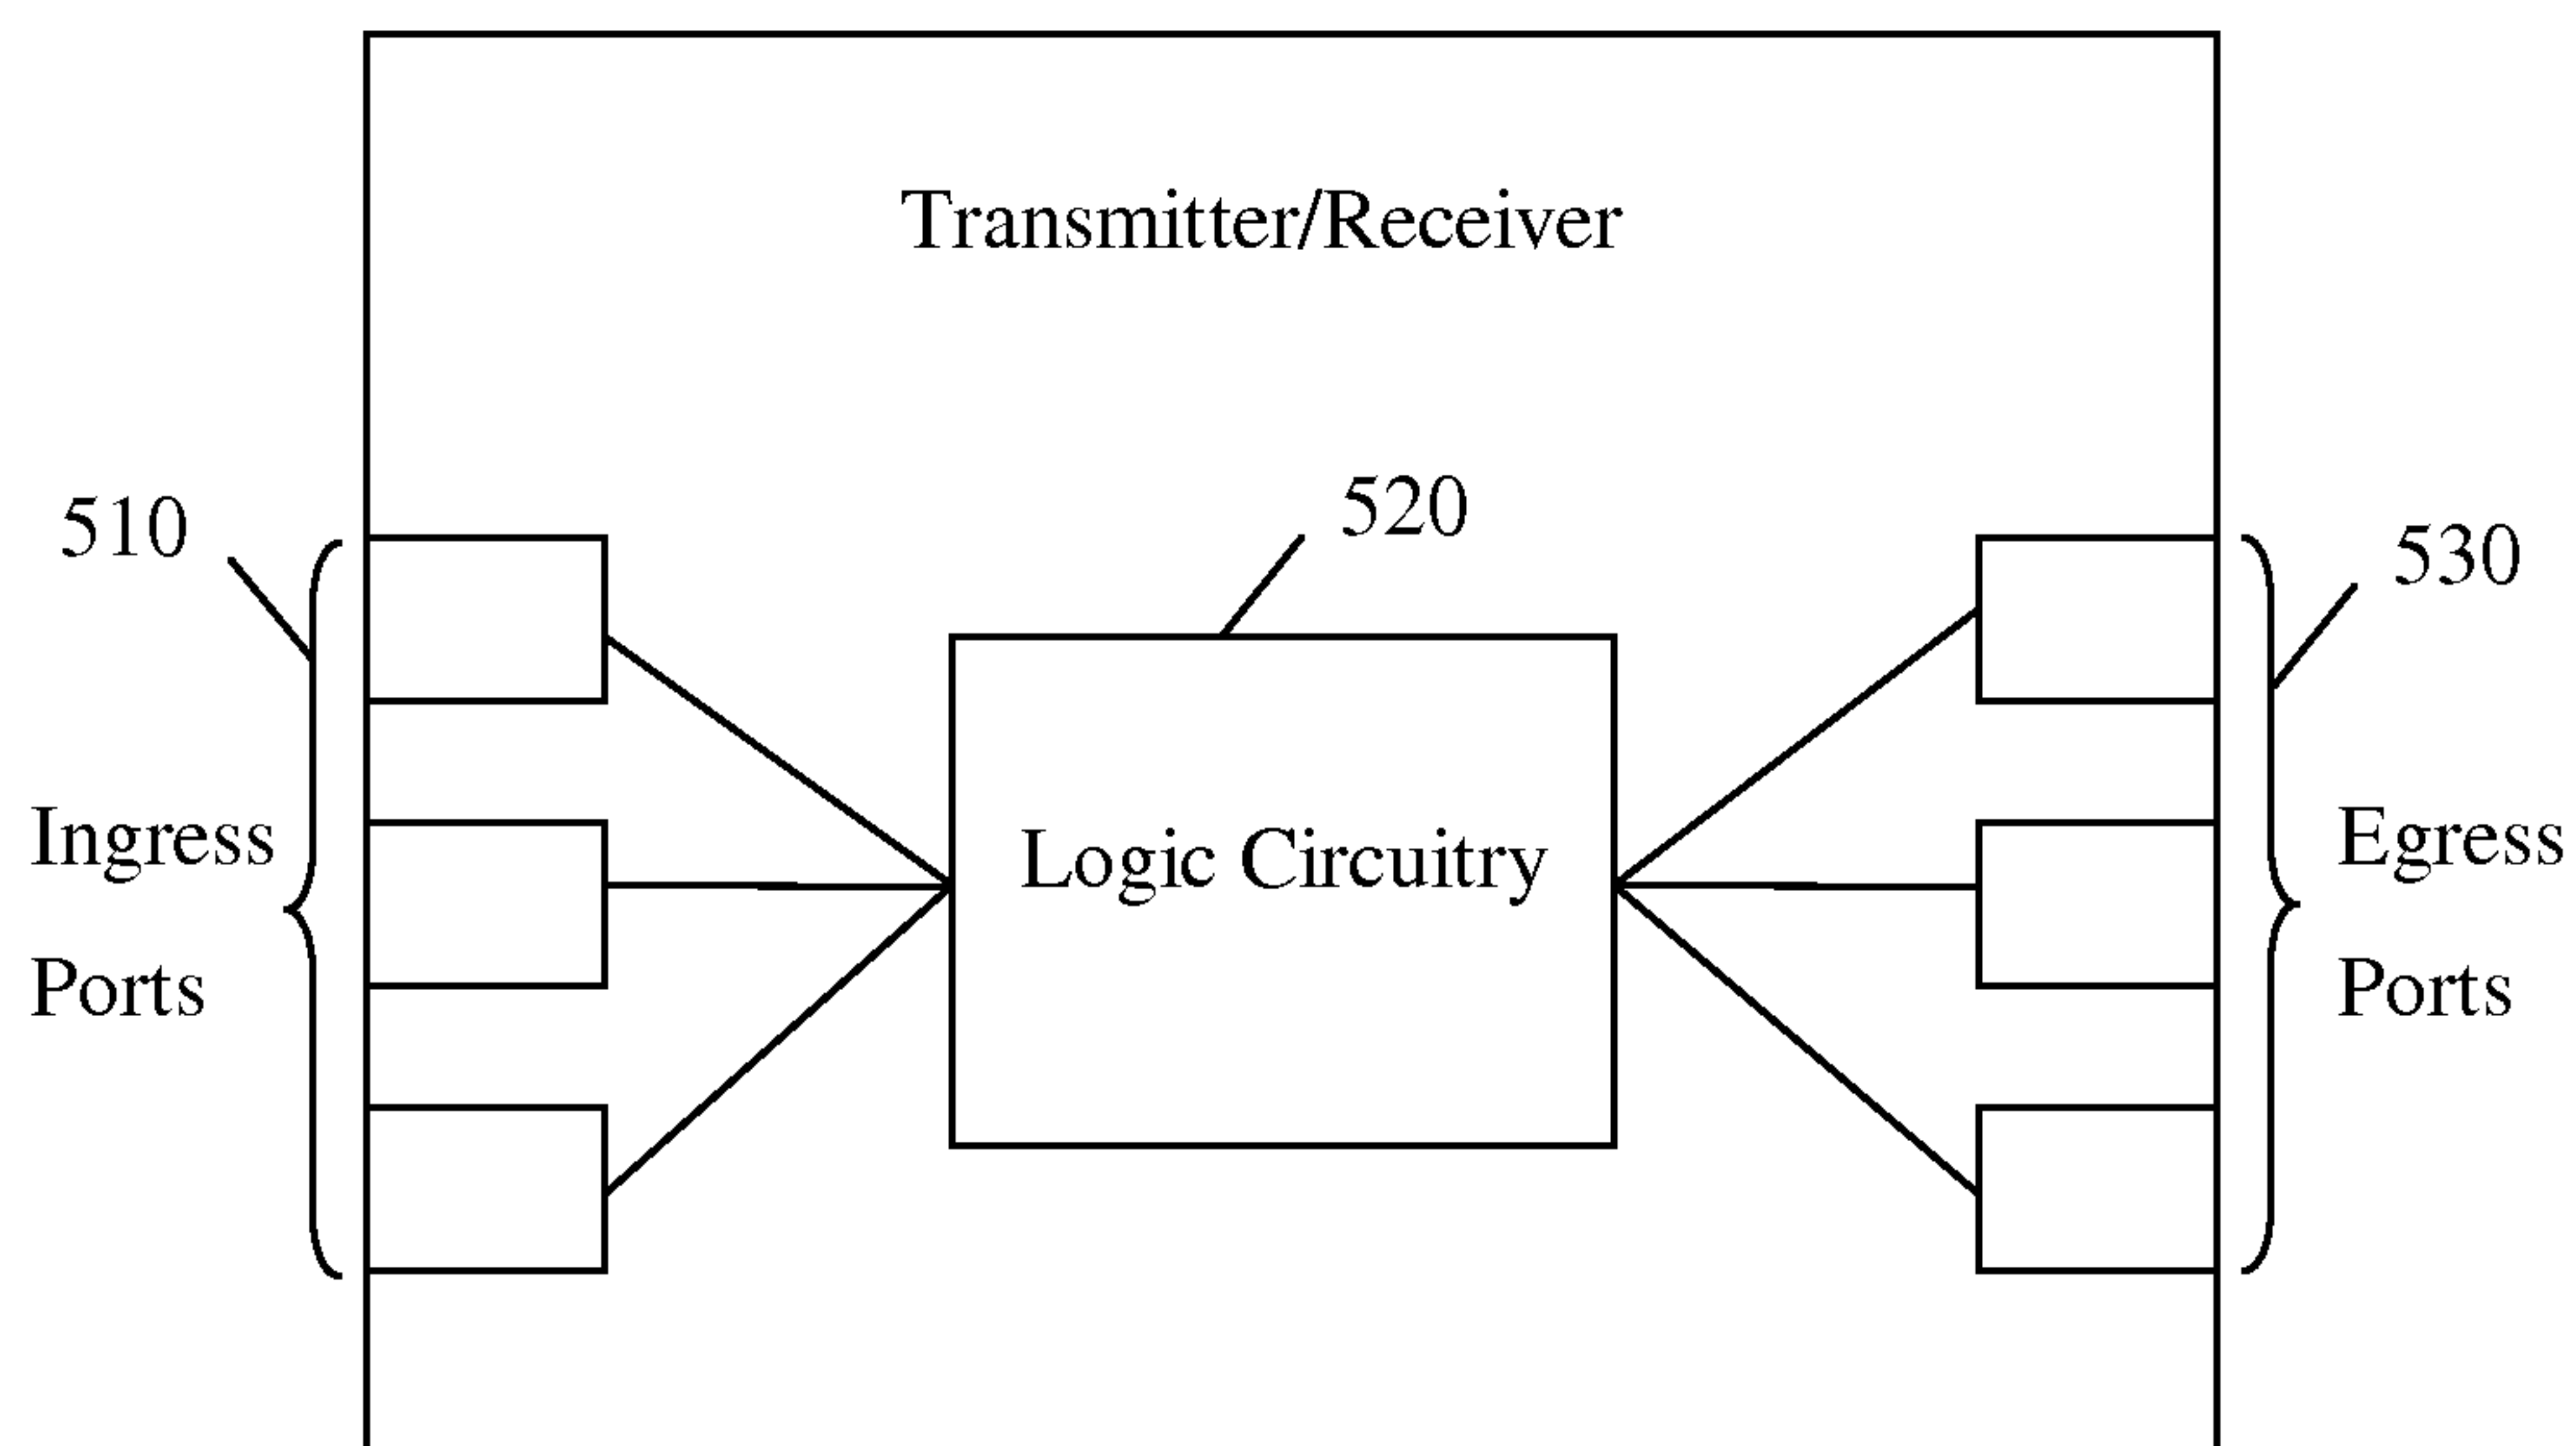 Transmitter/Receiver
510
520
530
Ingress
Ports
Logic Circuitry
Egress
Ports